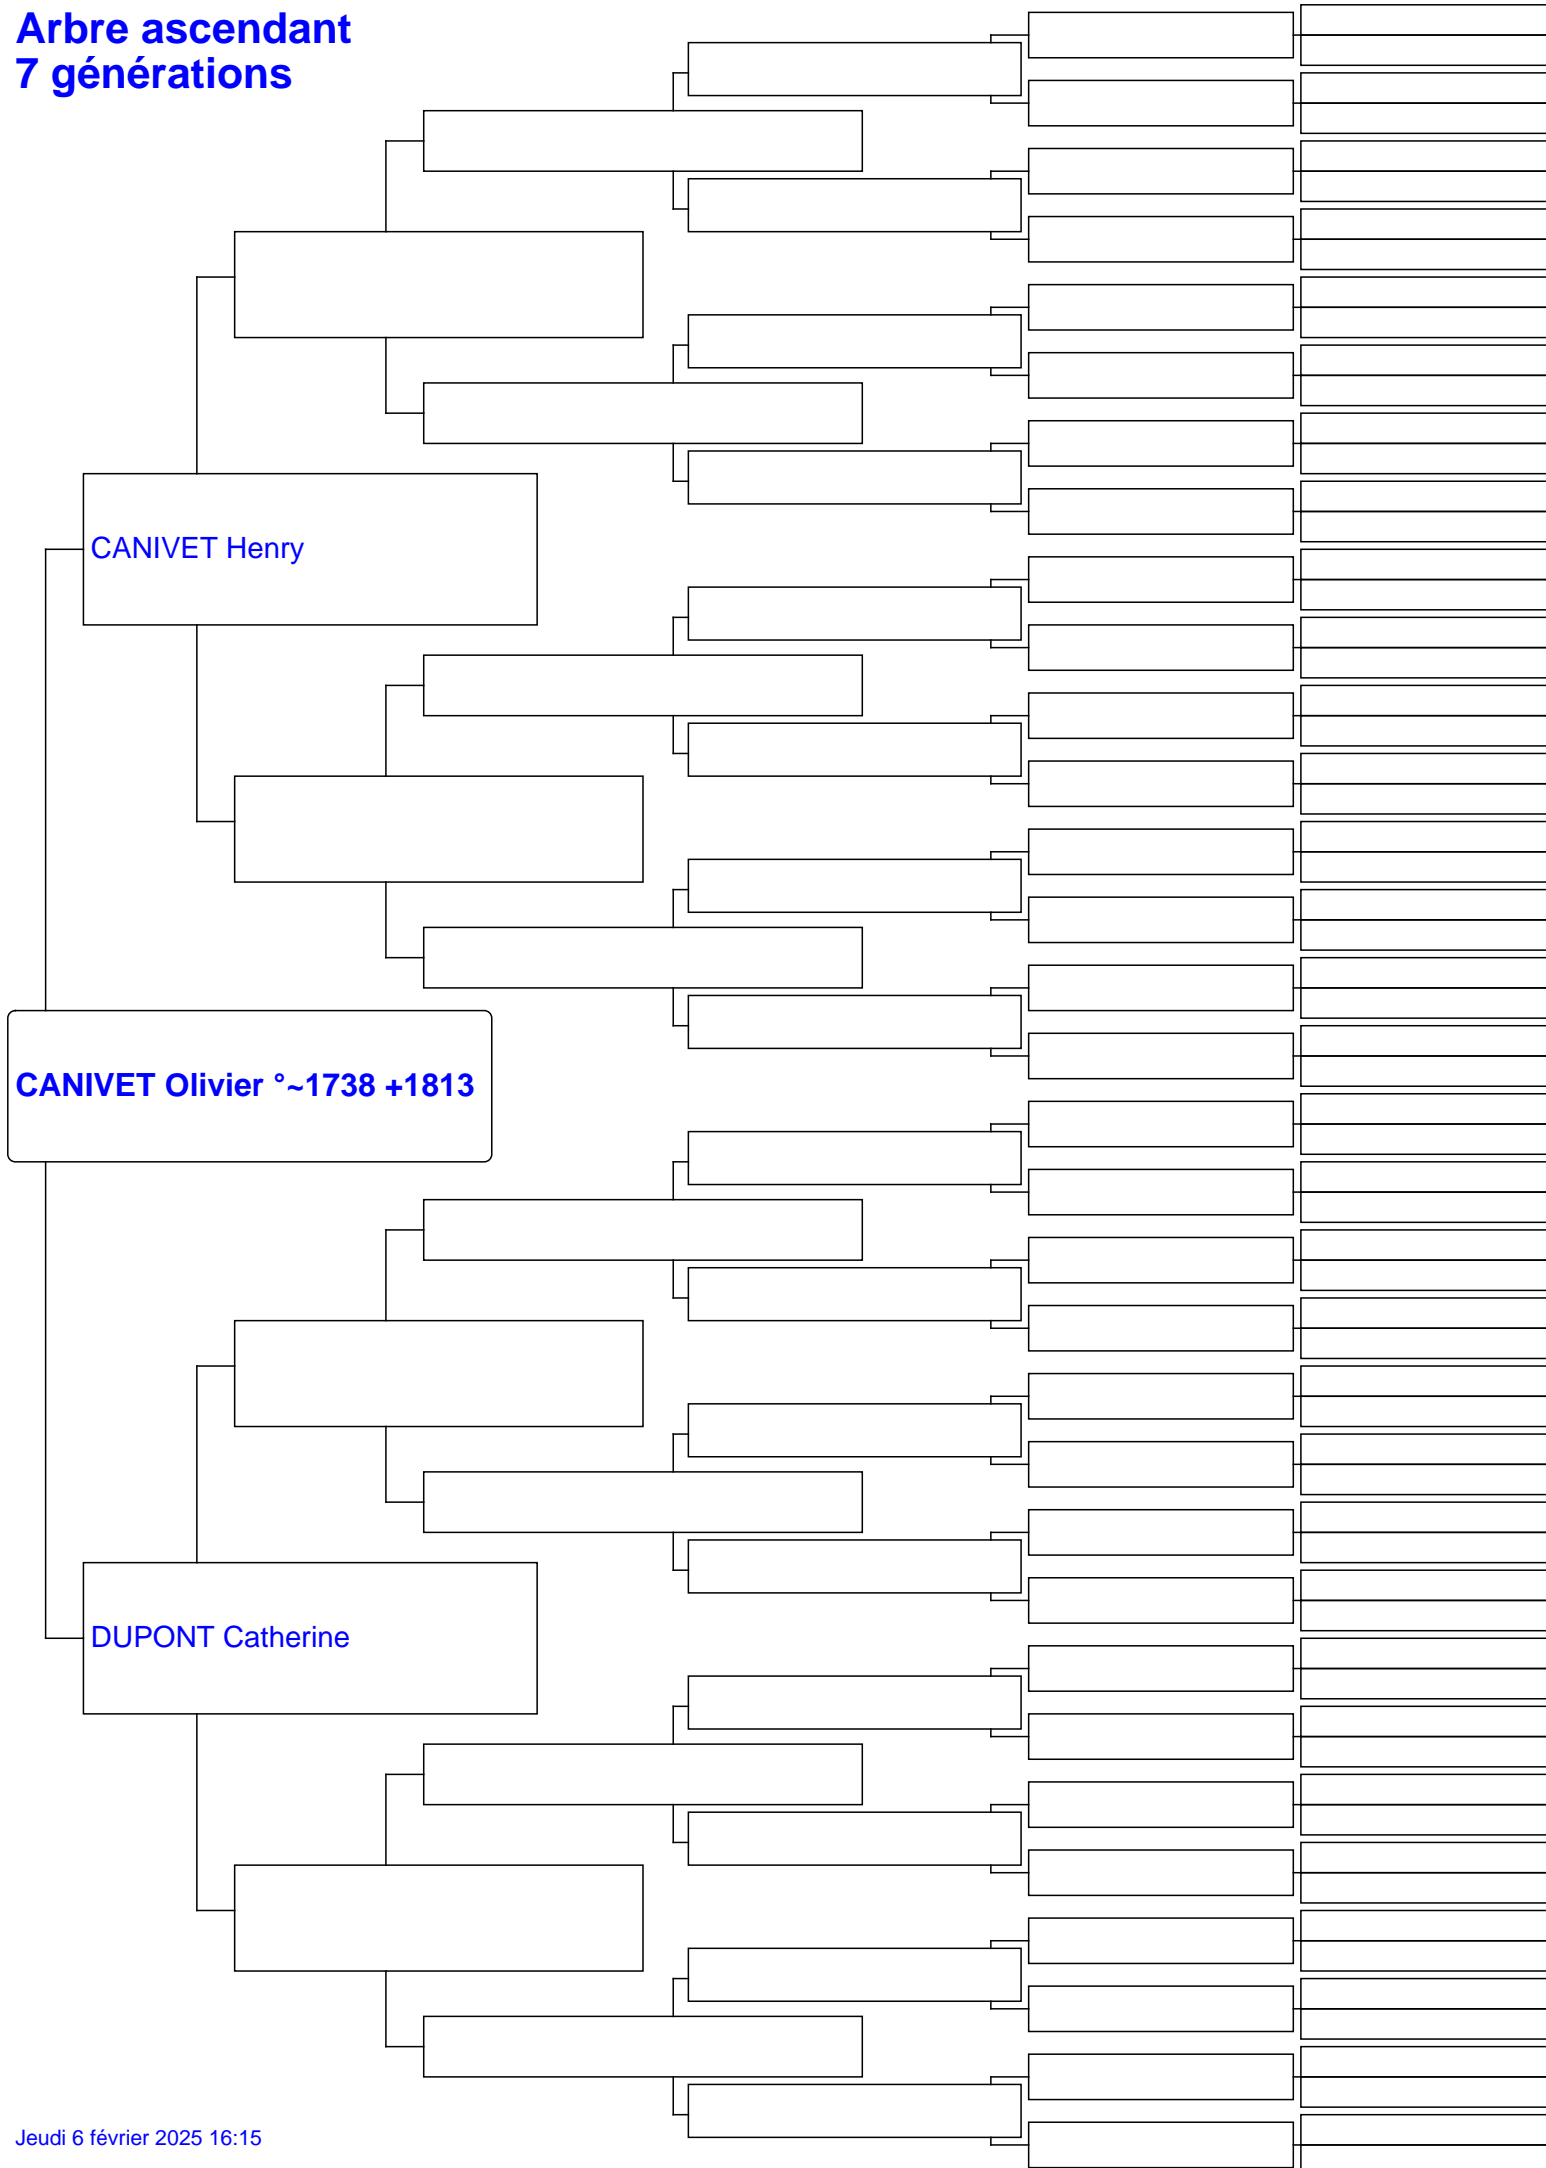 Arbre ascendant
7 générations
CANIVET Henry
CANIVET Olivier °~1738 +1813
DUPONT Catherine
Jeudi 6 février 2025 16:15